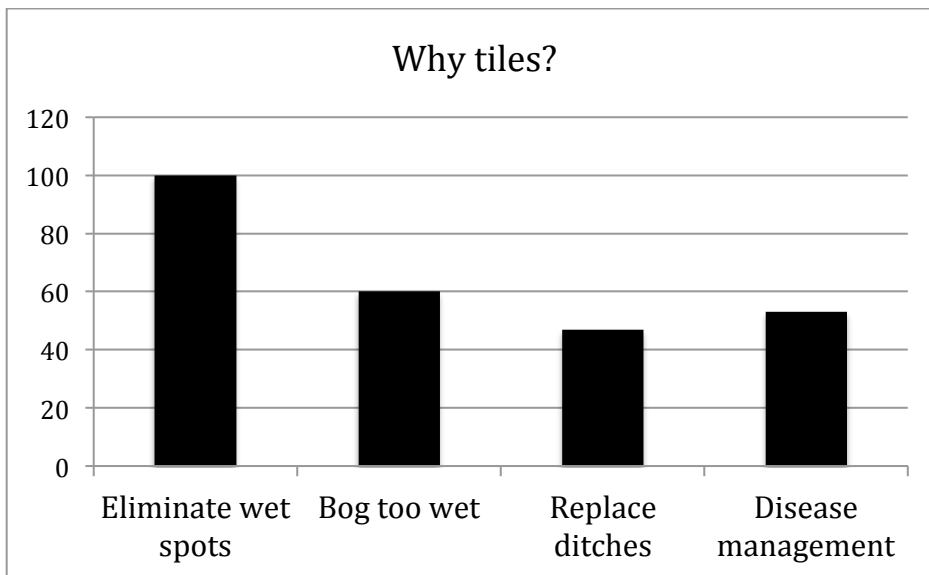 Why tiles?
120
100
80
60
40
20
0
Eliminate wet
spots
Bog too wet
Replace
ditches
Disease
management